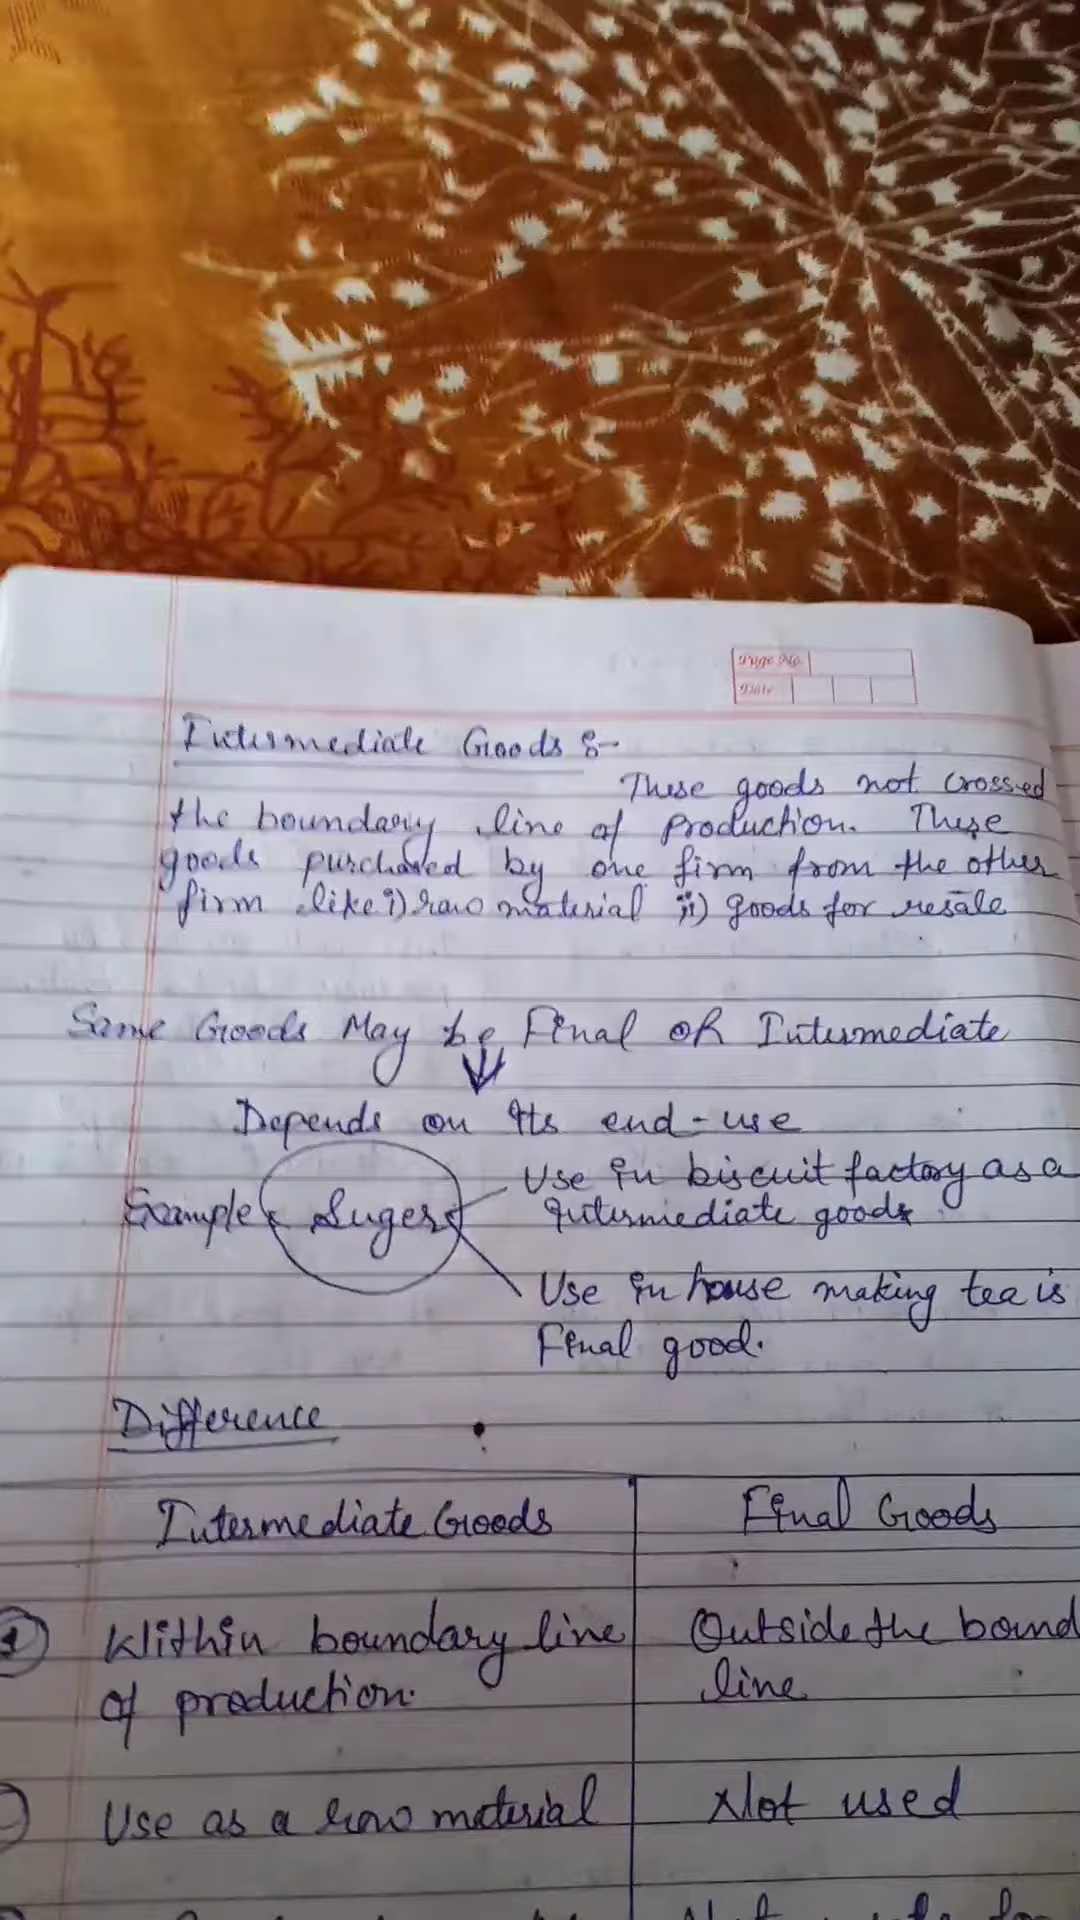 Page No.
Date
Intermediate Goods :-
These goods not crossed
the boundary line of production. These
goods purchased by one firm from the other
firm like i) raw material ii) goods for resale
Same Goods May be Final or Intermediate
Depends on Its end-use
Example Suger
Use in biscuit factory as a
intermediate goods
Use in house making tea is
Final good.
Difference
Intermediate Goods Final Goods
1 Within boundary line Outside the bound
of production. line
Use as a raw material Not used
Not